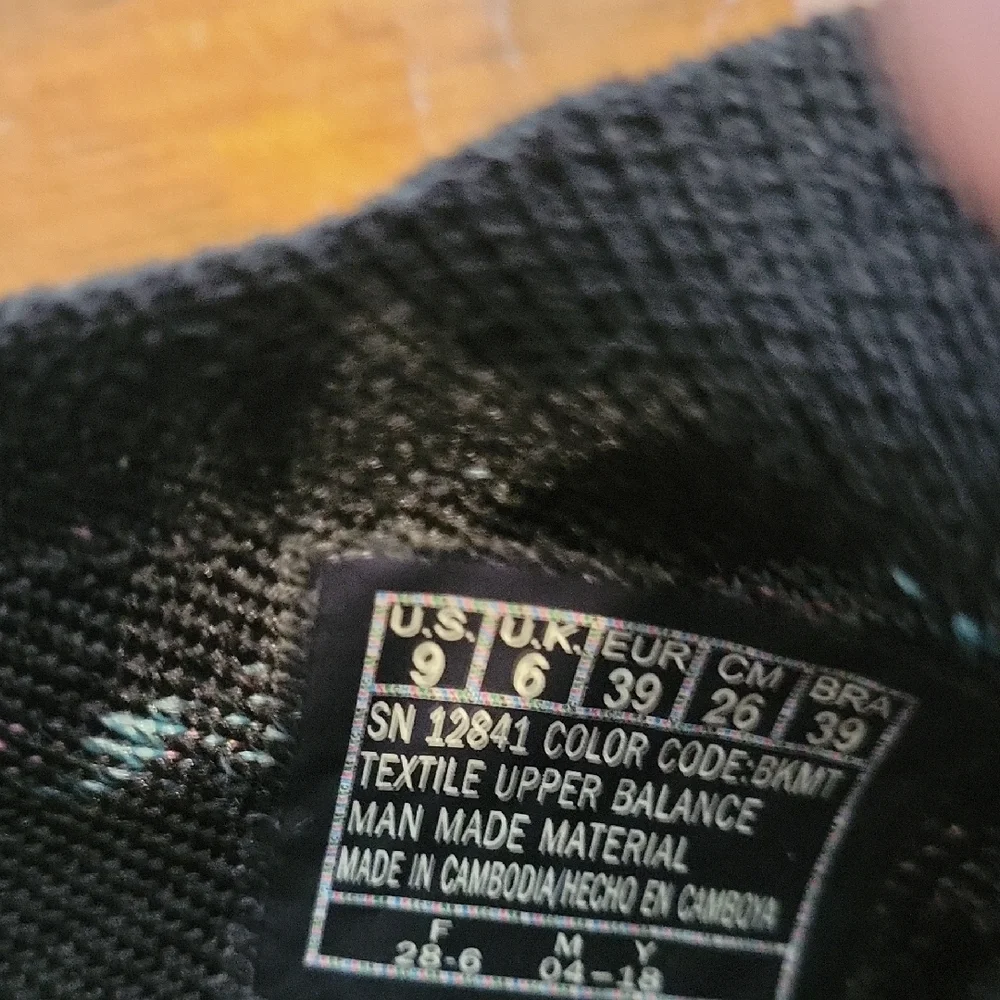 U.S. U.K. EUR CM BRA
9 6 39 26 39
SN 12841 COLOR CODE:BKMT
TEXTILE UPPER BALANCE
MAN MADE MATERIAL
MADE IN CAMBODIA/HECHO EN CAMBOYA
F M Y
28-6 04-18